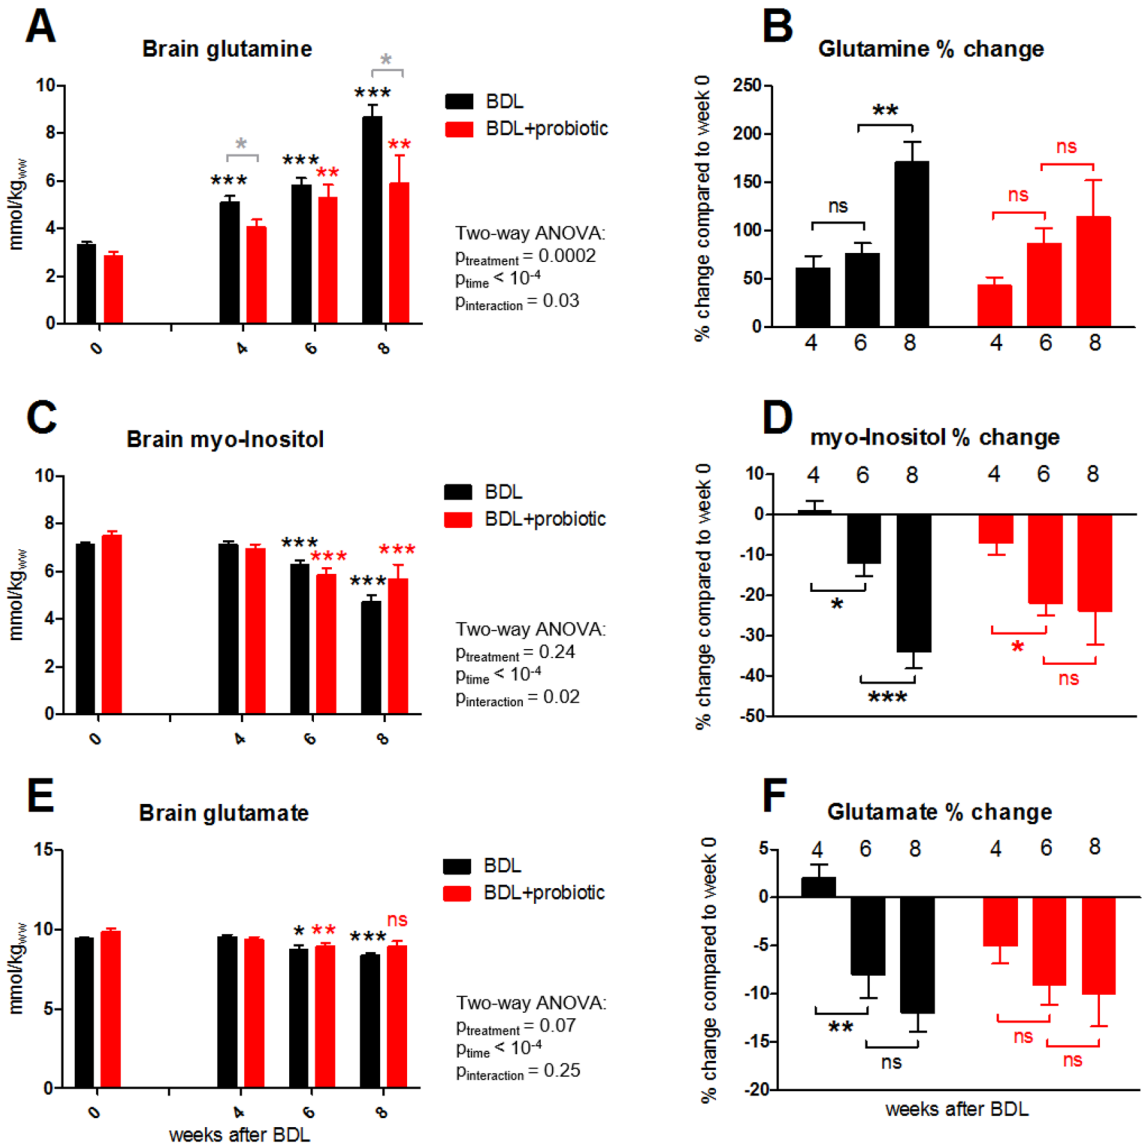 A
Brain glutamine
mmol/kgww
10
8
6
4
2
0
***
*
***
**
***
*
**
0
4
6
8
BDL
BDL+probiotic
Two-way ANOVA:
ptreatment = 0.0002
ptime < 10-4
pinteraction = 0.03
B
Glutamine % change
% change compared to week 0
250
200
150
100
50
0
ns
**
ns
ns
4 6 8 4 6 8
C
Brain myo-Inositol
mmol/kgww
10
8
6
4
2
0
***
***
***
***
0
4
6
8
BDL
BDL+probiotic
Two-way ANOVA:
ptreatment = 0.24
ptime < 10-4
pinteraction = 0.02
D
myo-Inositol % change
% change compared to week 0
10
0
-10
-20
-30
-40
-50
4 6 8 4 6 8
*
***
*
ns
E
Brain glutamate
mmol/kgww
15
10
5
0
*
**
***
ns
0
4
6
8
weeks after BDL
BDL
BDL+probiotic
Two-way ANOVA:
ptreatment = 0.07
ptime < 10-4
pinteraction = 0.25
F
Glutamate % change
% change compared to week 0
5
0
-5
-10
-15
-20
4 6 8 4 6 8
**
ns
ns
ns
weeks after BDL